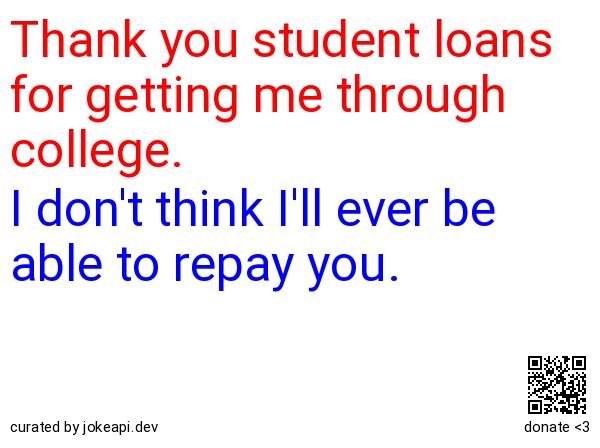 Thank you student loans
for getting me through
college.
I don't think I'll ever be
able to repay you.
curated by jokeapi.dev
donate <3